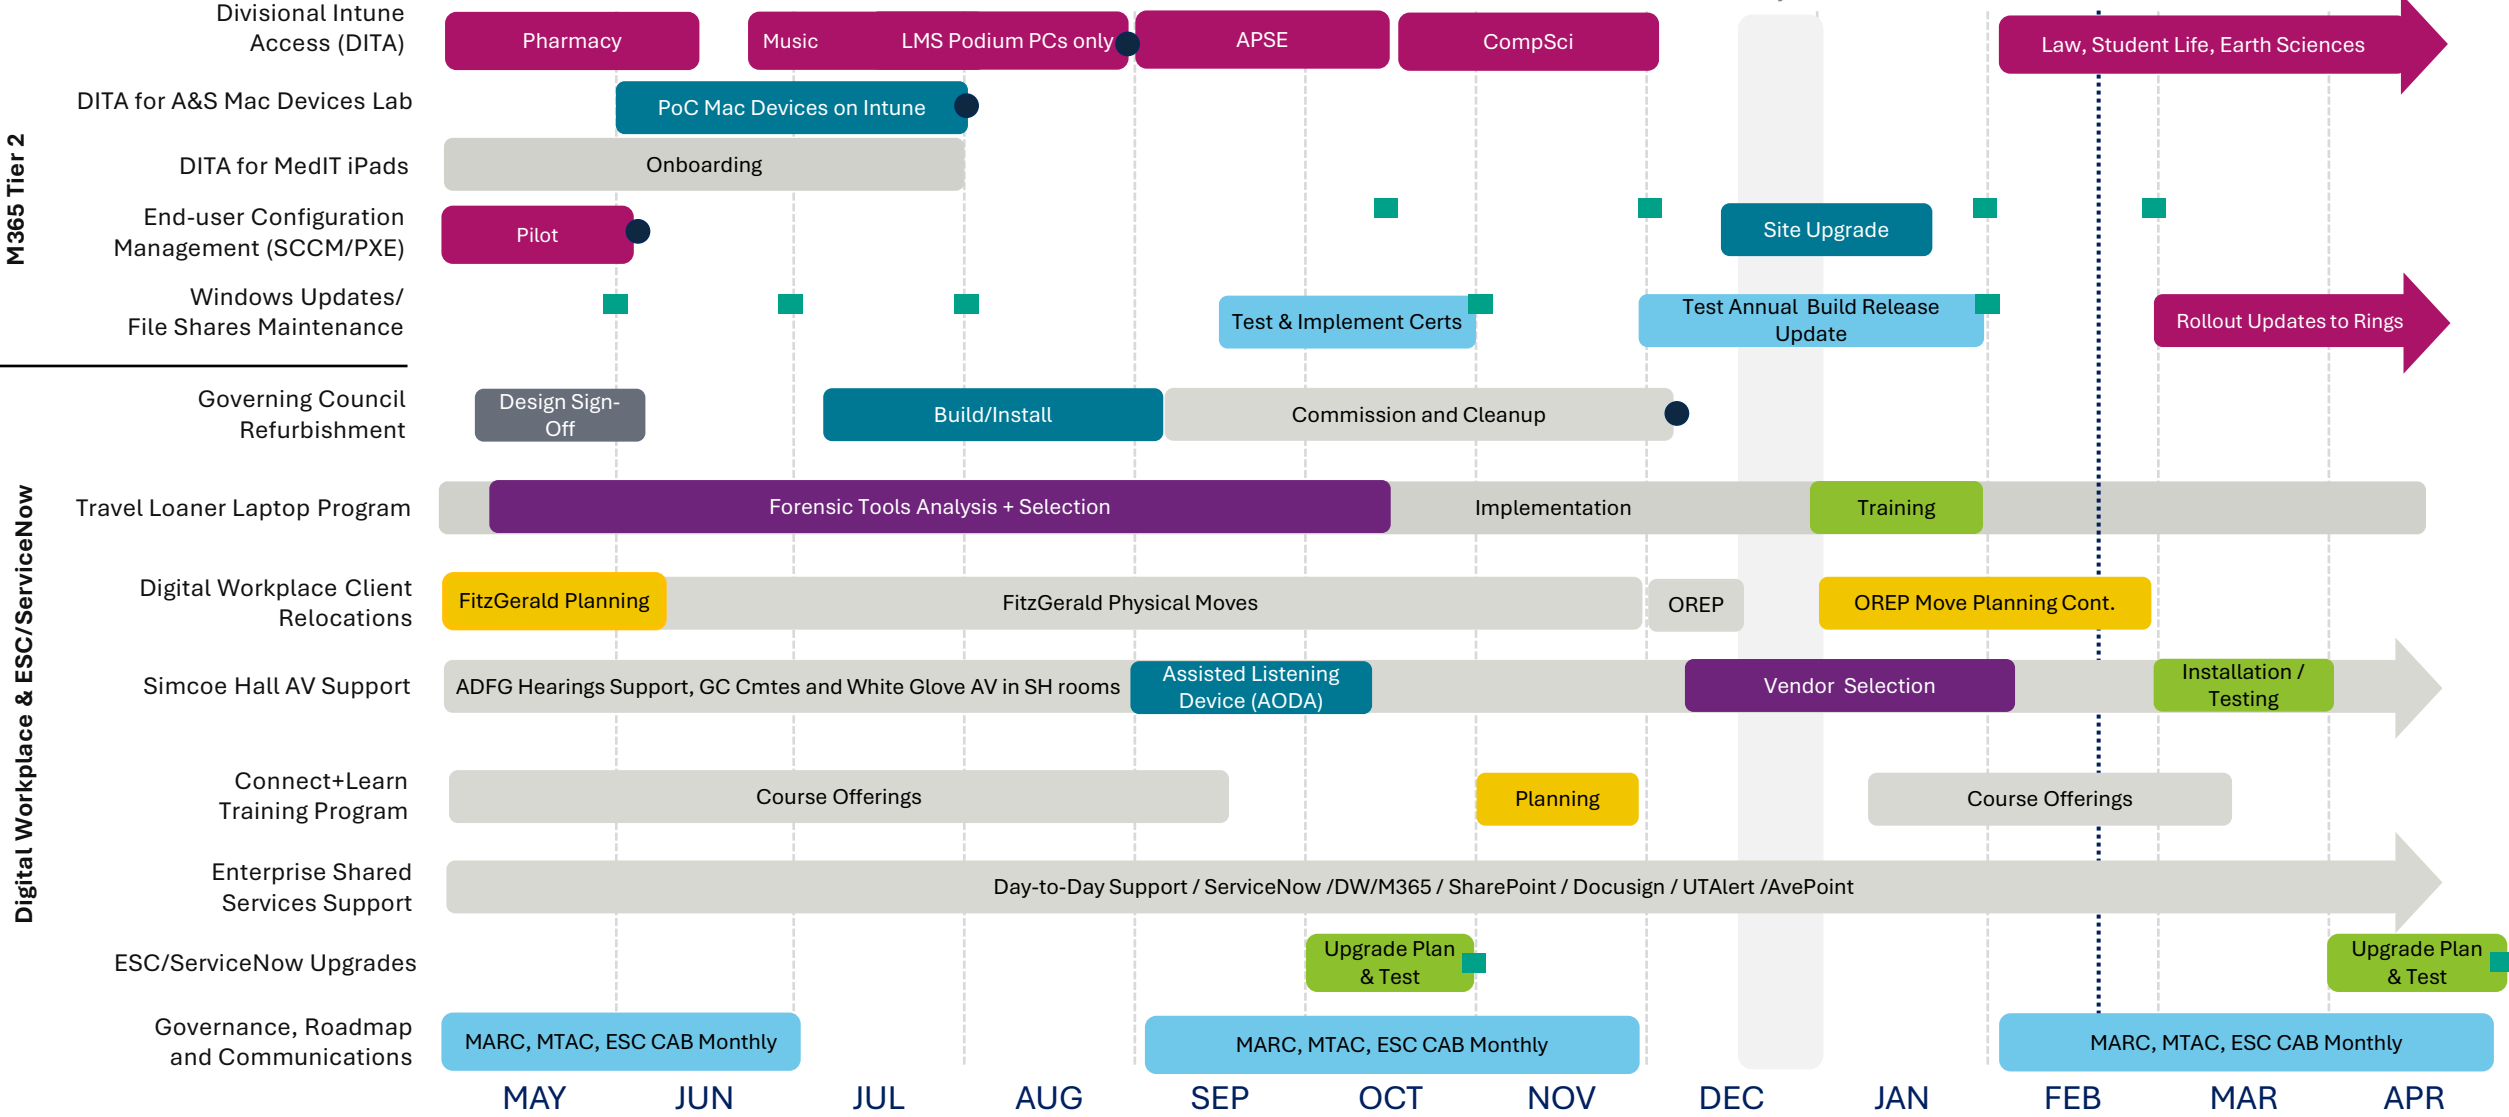 Divisional Intune
Access (DITA)
Pharmacy
Music
LMS Podium PCs only
APSE
CompSci
Law, Student Life, Earth Sciences
M365 Tier 2
DITA for A&S Mac Devices Lab
PoC Mac Devices on Intune
DITA for MedIT iPads
Onboarding
End-user Configuration
Management (SCCM/PXE)
Pilot
Site Upgrade
Windows Updates/
File Shares Maintenance
Test & Implement Certs
Test Annual Build Release
Update
Rollout Updates to Rings
Digital Workplace & ESC/ServiceNow
Governing Council
Refurbishment
Design Sign-
Off
Build/Install
Commission and Cleanup
Travel Loaner Laptop Program
Forensic Tools Analysis + Selection
Implementation
Training
Digital Workplace Client
Relocations
FitzGerald Planning
FitzGerald Physical Moves
OREP
OREP Move Planning Cont.
Simcoe Hall AV Support
ADFG Hearings Support, GC Cmtes and White Glove AV in SH rooms
Assisted Listening
Device (AODA)
Vendor Selection
Installation /
Testing
Connect+Learn
Training Program
Course Offerings
Planning
Course Offerings
Enterprise Shared
Services Support
Day-to-Day Support / ServiceNow /DW/M365 / SharePoint / Docusign / UTAlert /AvePoint
ESC/ServiceNow Upgrades
Upgrade Plan
& Test
Upgrade Plan
& Test
Governance, Roadmap
and Communications
MARC, MTAC, ESC CAB Monthly
MARC, MTAC, ESC CAB Monthly
MARC, MTAC, ESC CAB Monthly
MAY
JUN
JUL
AUG
SEP
OCT
NOV
DEC
JAN
FEB
MAR
APR